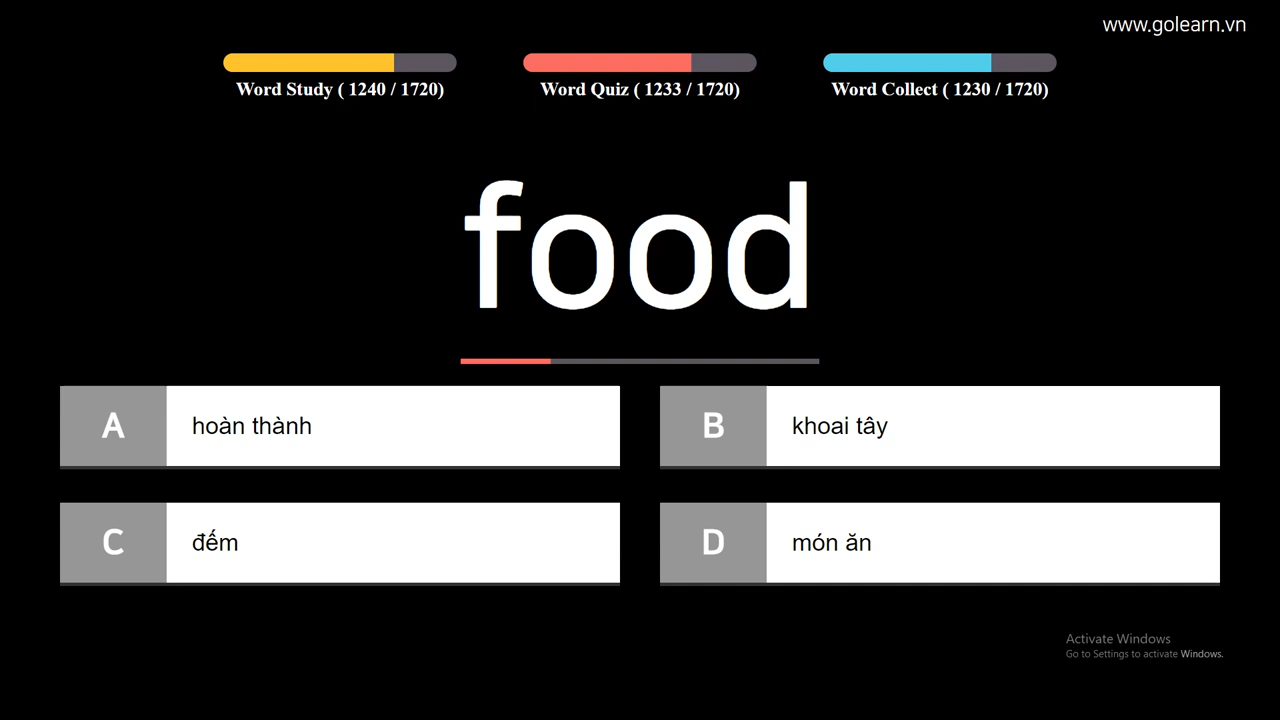 www.golearn.vn
Word Study ( 1240 / 1720)
Word Quiz ( 1233 / 1720)
Word Collect ( 1230 / 1720)
food
A hoàn thành
B khoai tây
C đếm
D món ăn
Activate Windows
Go to Settings to activate Windows.